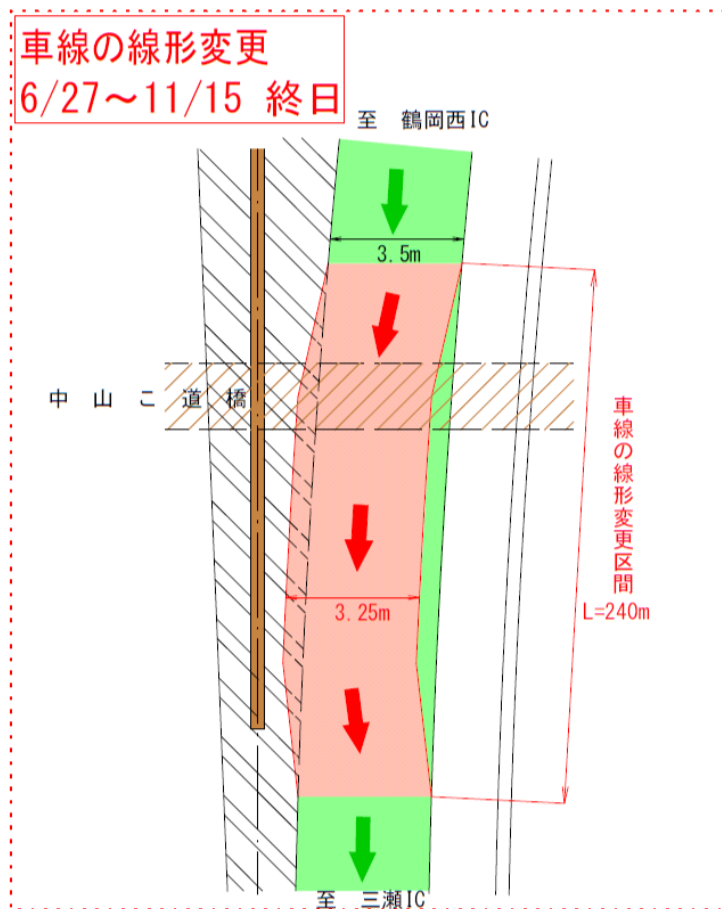 車線の線形変更
6/27～11/15 終日
至 鶴岡西IC
3.5m
中山こ道橋
車線の線形変更区間
L=240m
3.25m
至 三瀬IC